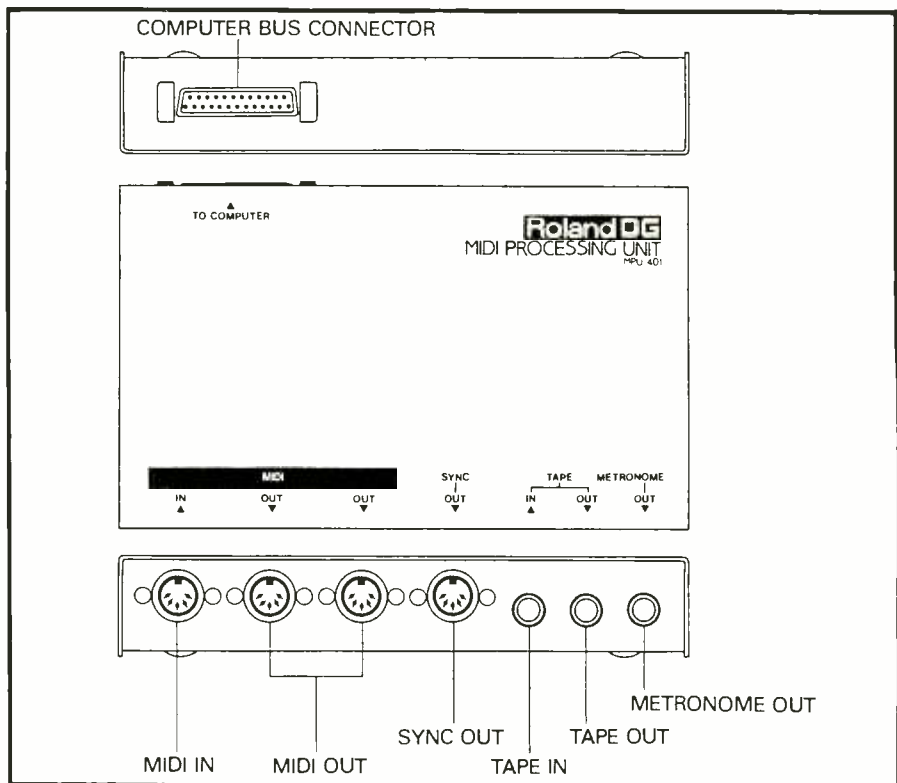 COMPUTER BUS CONNECTOR
TO COMPUTER
Roland DG
MIDI PROCESSING UNIT
MPU 401
MIDI
SYNC
TAPE
METRONOME
IN
OUT
OUT
OUT
IN
OUT
OUT
METRONOME OUT
SYNC OUT
TAPE OUT
MIDI IN
MIDI OUT
TAPE IN